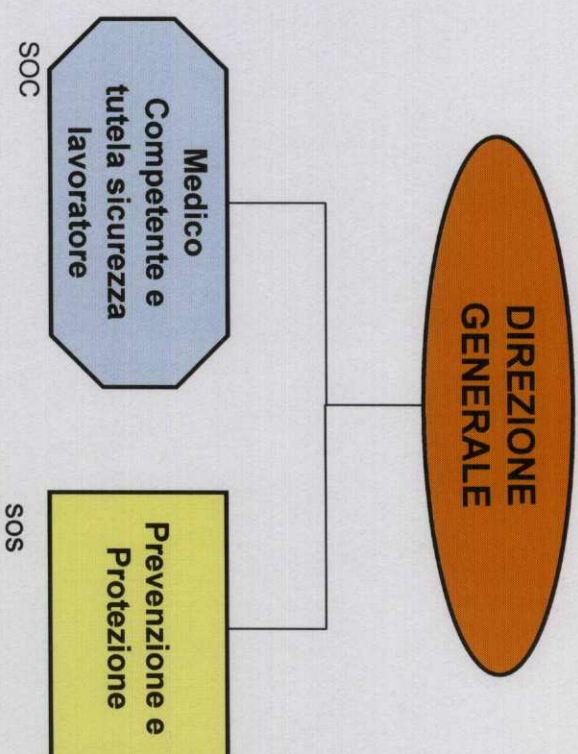 DIREZIONE
GENERALE
Medico
Competente e
tutela sicurezza
lavoratore
SOC
Prevenzione e
Protezione
SOS